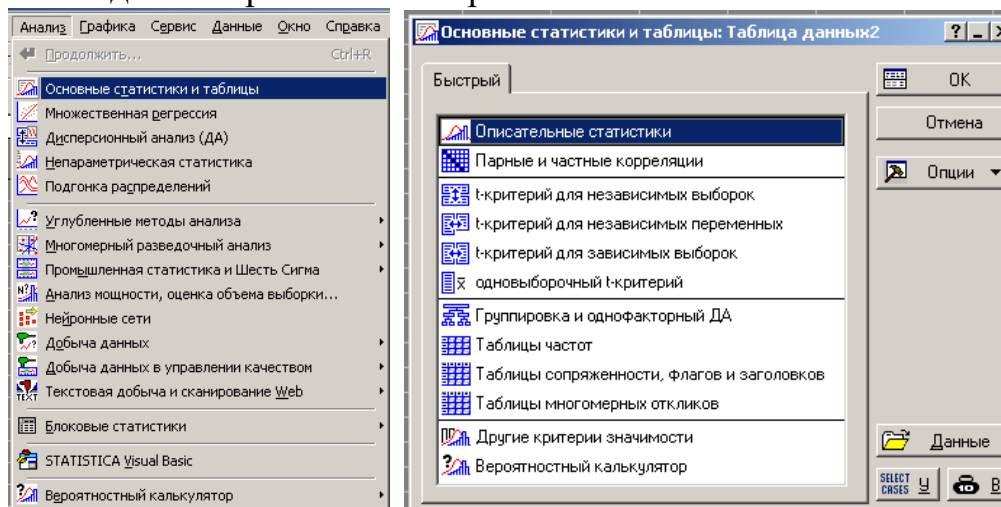 Анализ Графика Сервис Данные Окно Справка
Продолжить... Ctrl+R
Основные статистики и таблицы
Множественная регрессия
Дисперсионный анализ (ДА)
Непараметрическая статистика
Подгонка распределений
Углубленные методы анализа
Многомерный разведочный анализ
Промышленная статистика и Шесть Сигма
Анализ мощности, оценка объема выборки...
Нейронные сети
Добыча данных
Добыча данных в управлении качеством
Текстовая добыча и сканирование Web
Блоковые статистики
STATISTICA Visual Basic
Вероятностный калькулятор
Основные статистики и таблицы: Таблица данных2
Быстрый
Описательные статистики
Парные и частные корреляции
t-критерий для независимых выборок
t-критерий для независимых переменных
t-критерий для зависимых выборок
одновыборочный t-критерий
Группировка и однофакторный ДА
Таблицы частот
Таблицы сопряженности, флагов и заголовков
Таблицы многомерных откликов
Другие критерии значимости
Вероятностный калькулятор
OK
Отмена
Опции
Данные
SELECT CASES У В